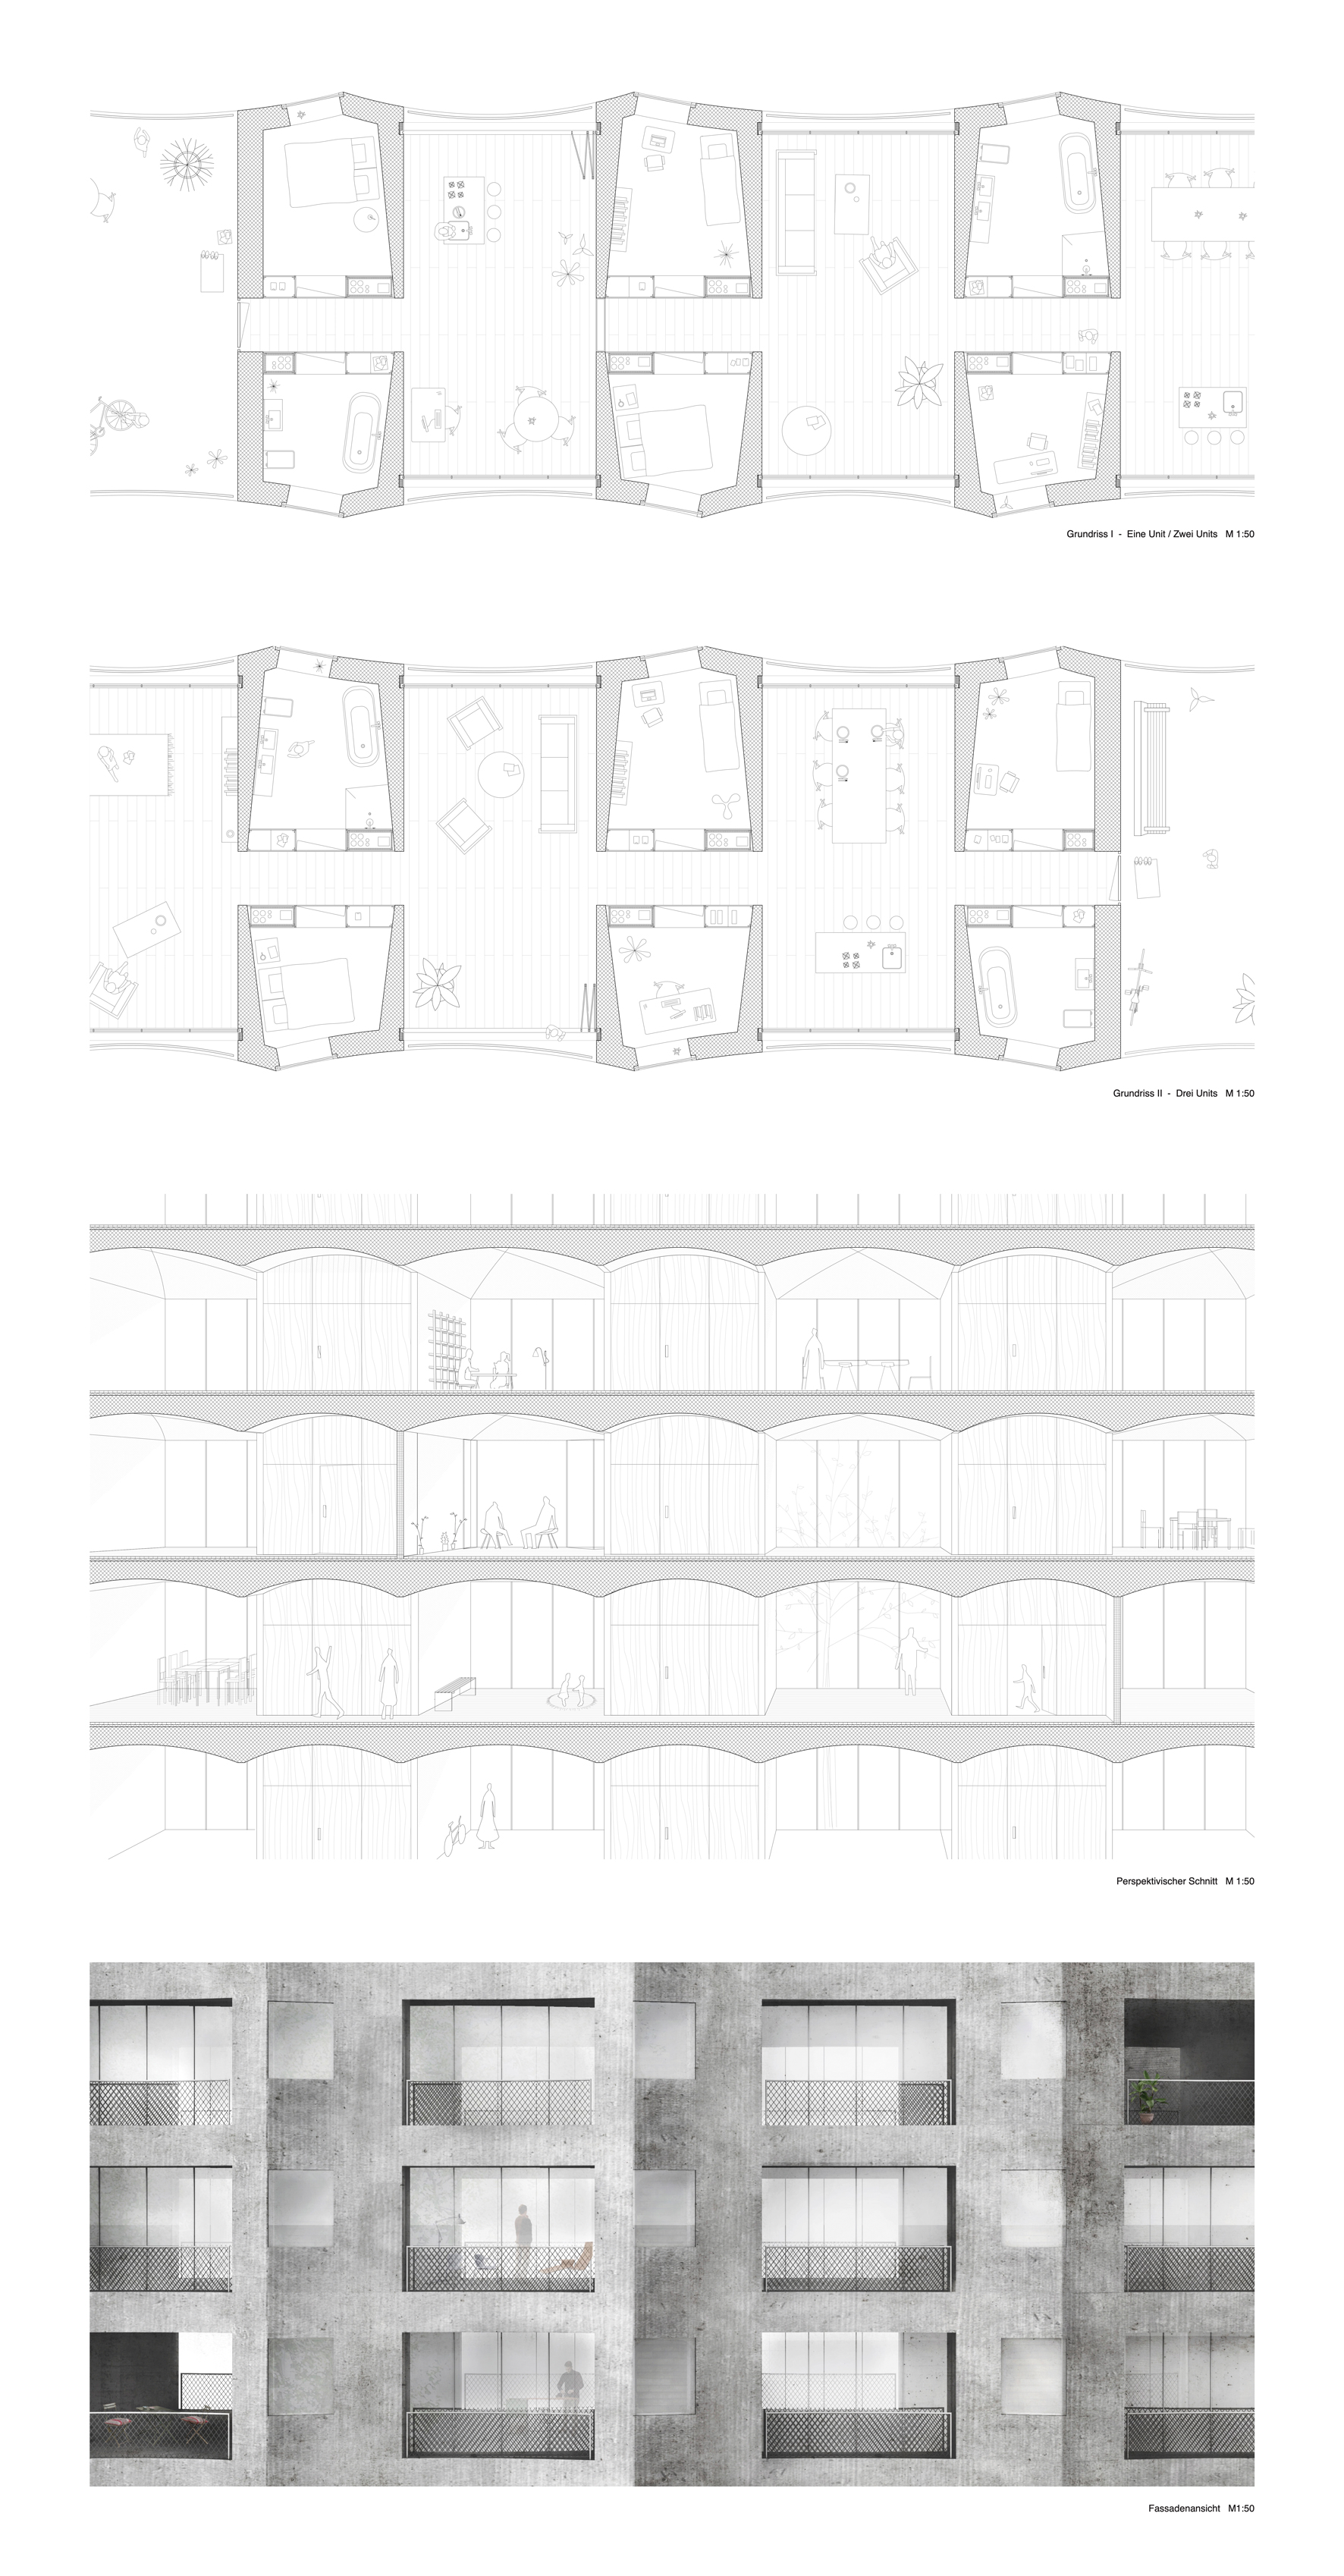 Grundriss I - Eine Unit / Zwei Units M 1:50
Grundriss II - Drei Units M 1:50
Perspektivischer Schnitt M 1:50
Fassadenansicht M1:50